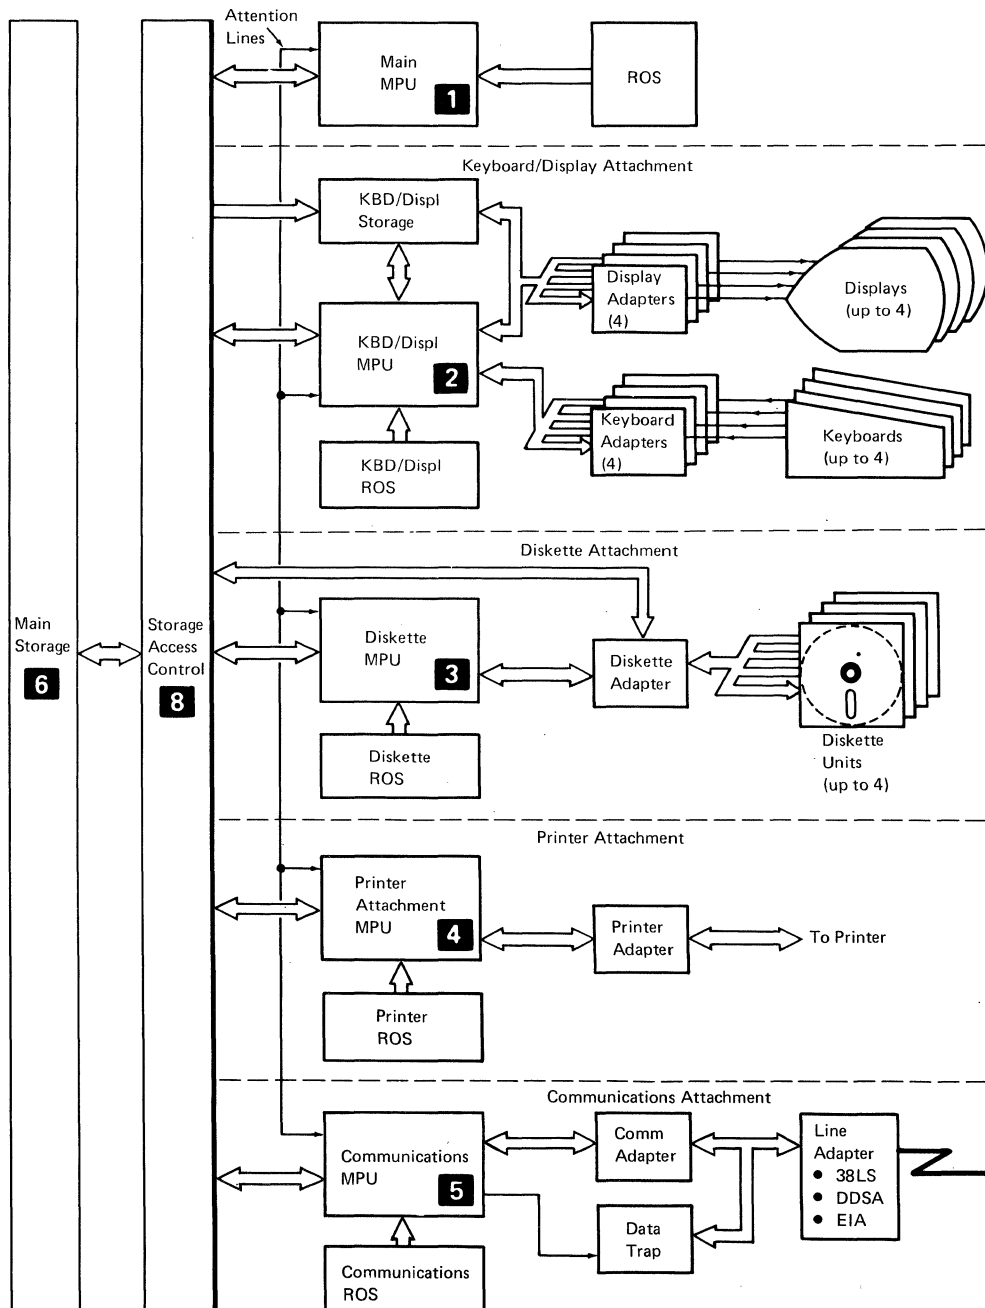 Attention
Lines
Main
MPU
1
ROS
Keyboard/Display Attachment
KBD/Displ
Storage
Display
Adapters
(4)
Displays
(up to 4)
KBD/Displ
MPU
2
Keyboard
Adapters
(4)
Keyboards
(up to 4)
KBD/Displ
ROS
Diskette Attachment
Main
Storage
6
Storage
Access
Control
8
Diskette
MPU
3
Diskette
Adapter
Diskette
Units
(up to 4)
Diskette
ROS
Printer Attachment
Printer
Attachment
MPU
4
Printer
Adapter
To Printer
Printer
ROS
Communications Attachment
Communications
MPU
5
Comm
Adapter
Line
Adapter
● 38LS
● DDSA
● EIA
Data
Trap
Communications
ROS